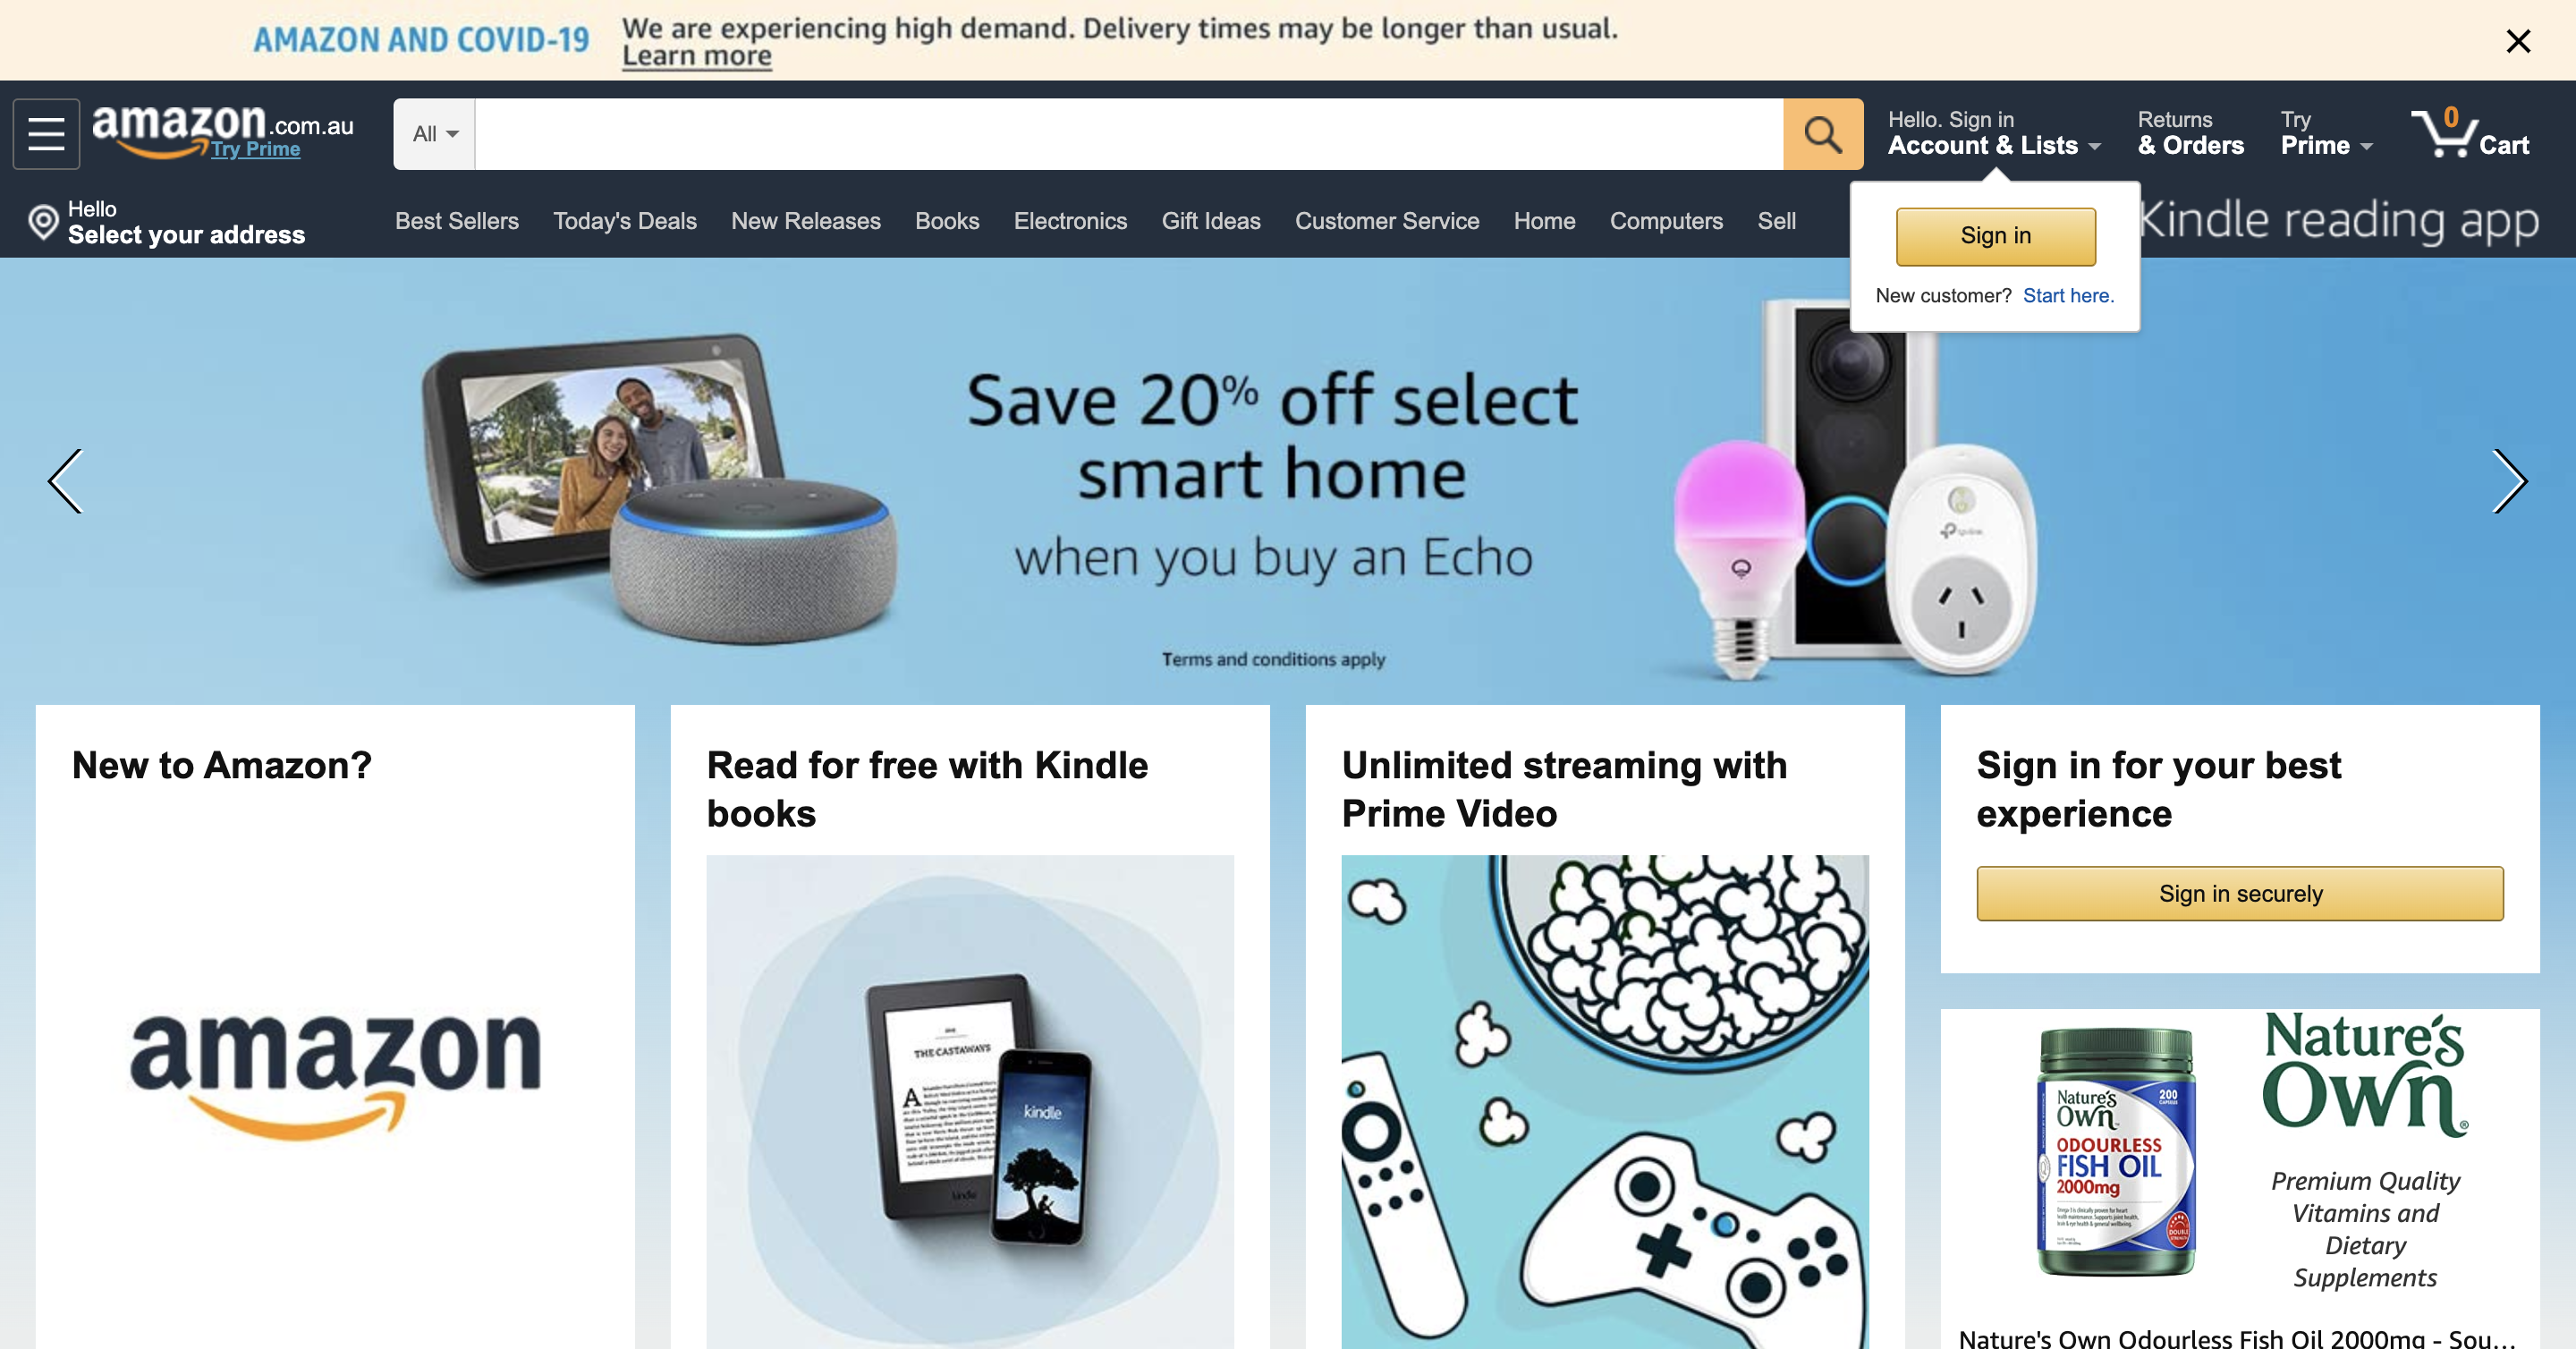 AMAZON AND COVID-19
We are experiencing high demand. Delivery times may be longer than usual.
Learn more
amazon.com.au
Try Prime
All
Hello. Sign in
Account & Lists
Returns
& Orders
Try
Prime
0
Cart
Hello
Select your address
Best Sellers
Today's Deals
New Releases
Books
Electronics
Gift Ideas
Customer Service
Home
Computers
Sell
Kindle reading app
Sign in
New customer? Start here.
Save 20% off select
smart home
when you buy an Echo
Terms and conditions apply
New to Amazon?
amazon
Read for free with Kindle
books
THE CASTAWAYS
kindle
kindle
Unlimited streaming with
Prime Video
Sign in for your best
experience
Sign in securely
Nature's
Own
200
CAPSULES
ODOURLESS
FISH OIL
2000mg
Nature's
Own®
Premium Quality
Vitamins and
Dietary
Supplements
Nature's Own Odourless Fish Oil 2000mg - Sou...